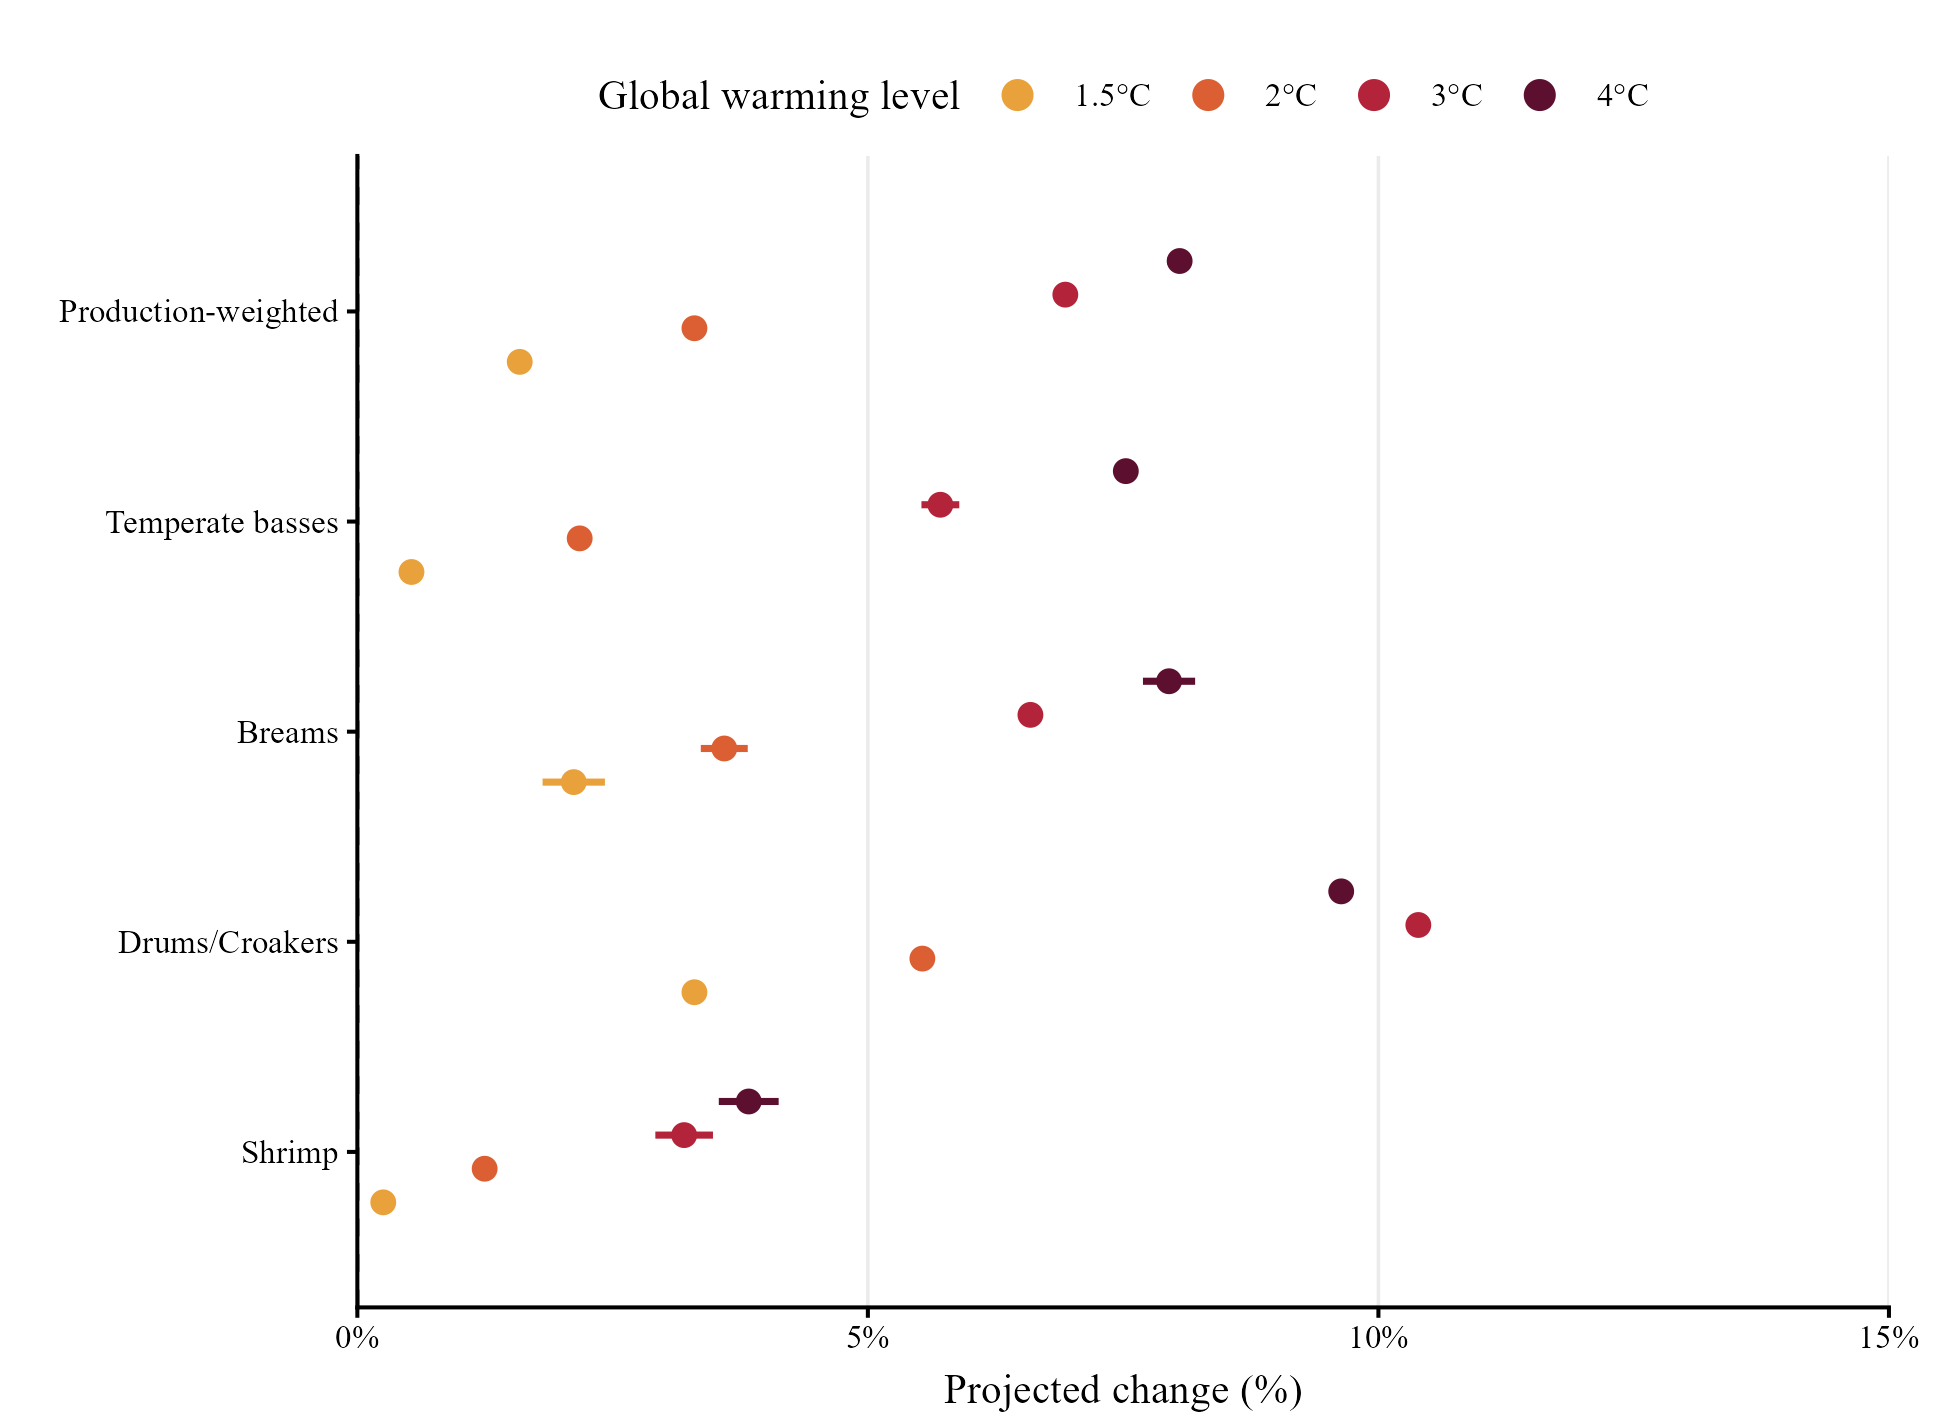 Global warming level 1.5°C 2°C 3°C 4°C
Production-weighted
Temperate basses
Breams
Drums/Croakers
Shrimp
0% 5% 10% 15%
Projected change (%)